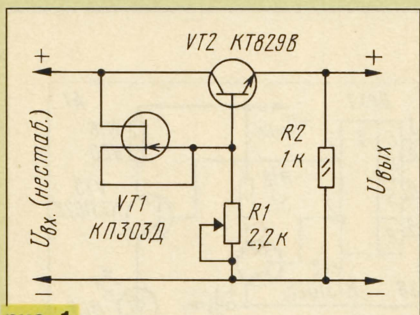 VT2 КТ829В
+
+
R2
1к
Uвх. (нестаб.)
Uвых
VT1
КП303Д
R1
2,2к
—
—